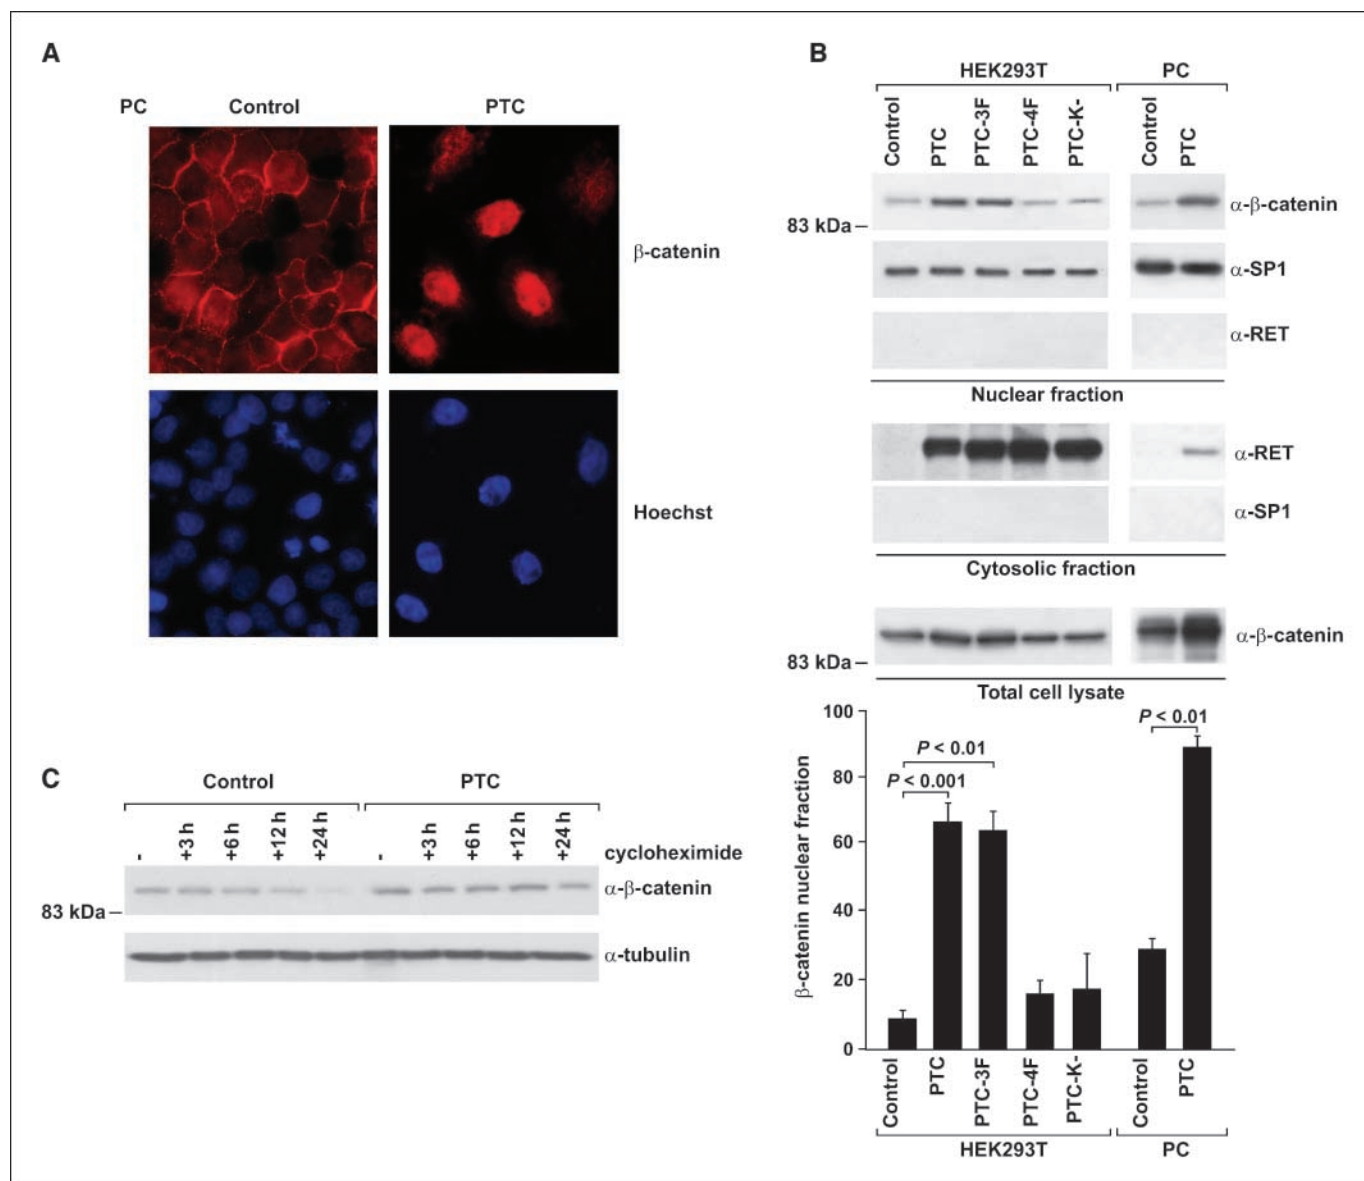 A
PC Control PTC
β-catenin
Hoechst
B
HEK293T PC
Control PTC PTC-3F PTC-4F PTC-K- Control PTC
α-β-catenin
83 kDa
α-SP1
α-RET
Nuclear fraction
α-RET
α-SP1
Cytosolic fraction
α-β-catenin
83 kDa
Total cell lysate
β-catenin nuclear fraction
100
80
60
40
20
0
P < 0.001
P < 0.01
P < 0.01
Control PTC PTC-3F PTC-4F PTC-K- Control PTC
HEK293T PC
C
Control PTC
- +3 h +6 h +12 h +24 h - +3 h +6 h +12 h +24 h cycloheximide
α-β-catenin
83 kDa
α-tubulin